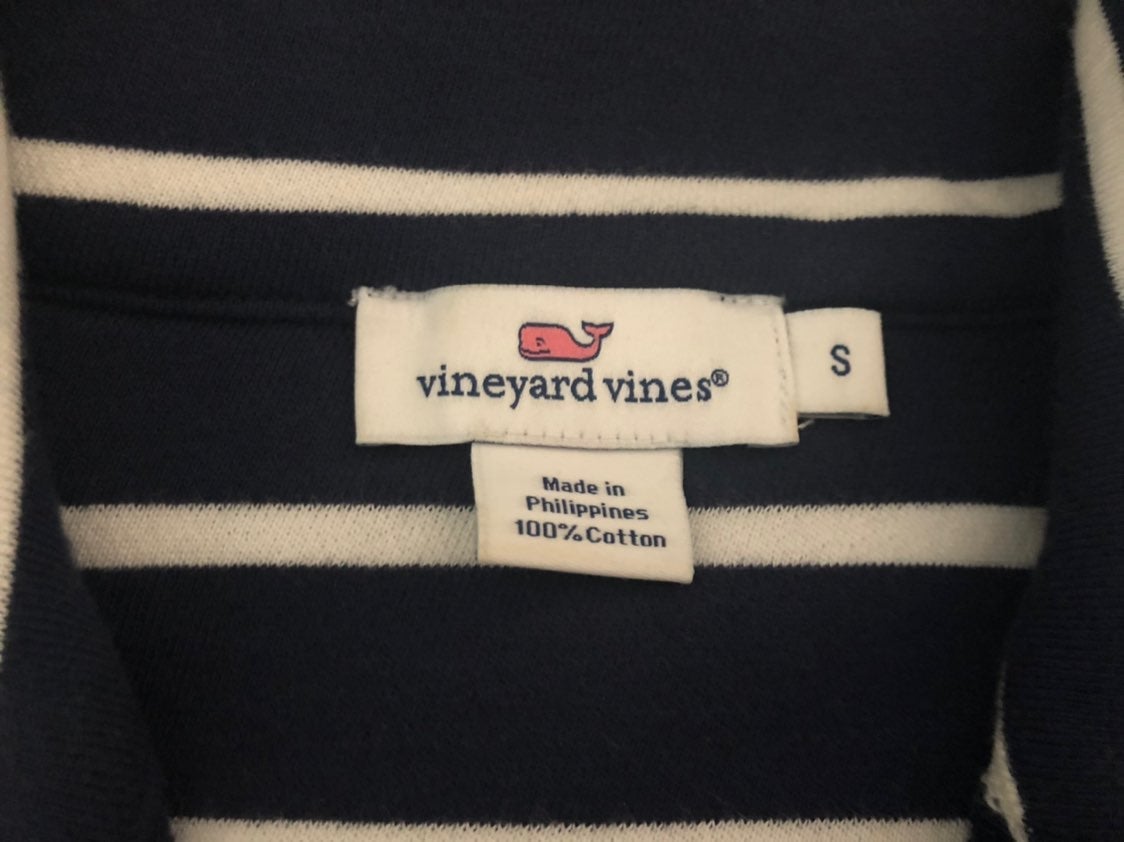 vineyard vines®
S
Made in
Philippines
100% Cotton